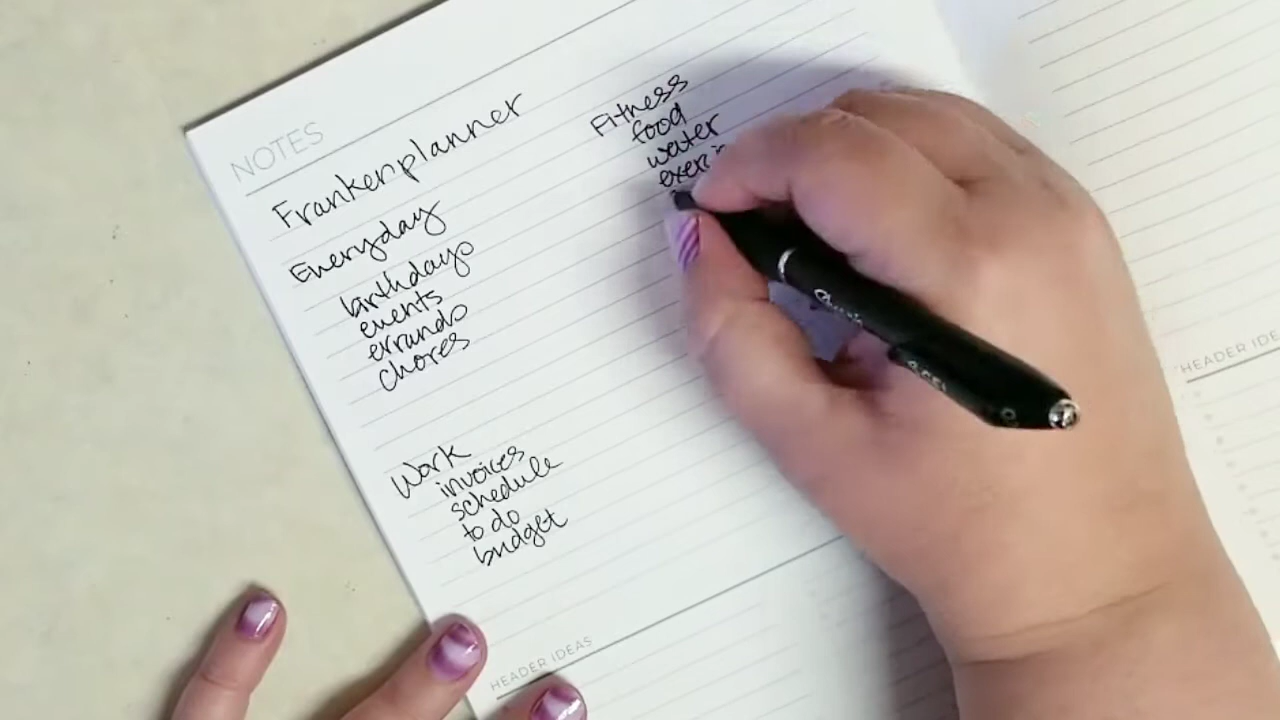 NOTES
Frankenplanner
Everyday
birthdays
events
errands
chores
Work
invoices
schedule
to do
budget
Fitness
food
water
HEADER IDEAS
HEADER IDE